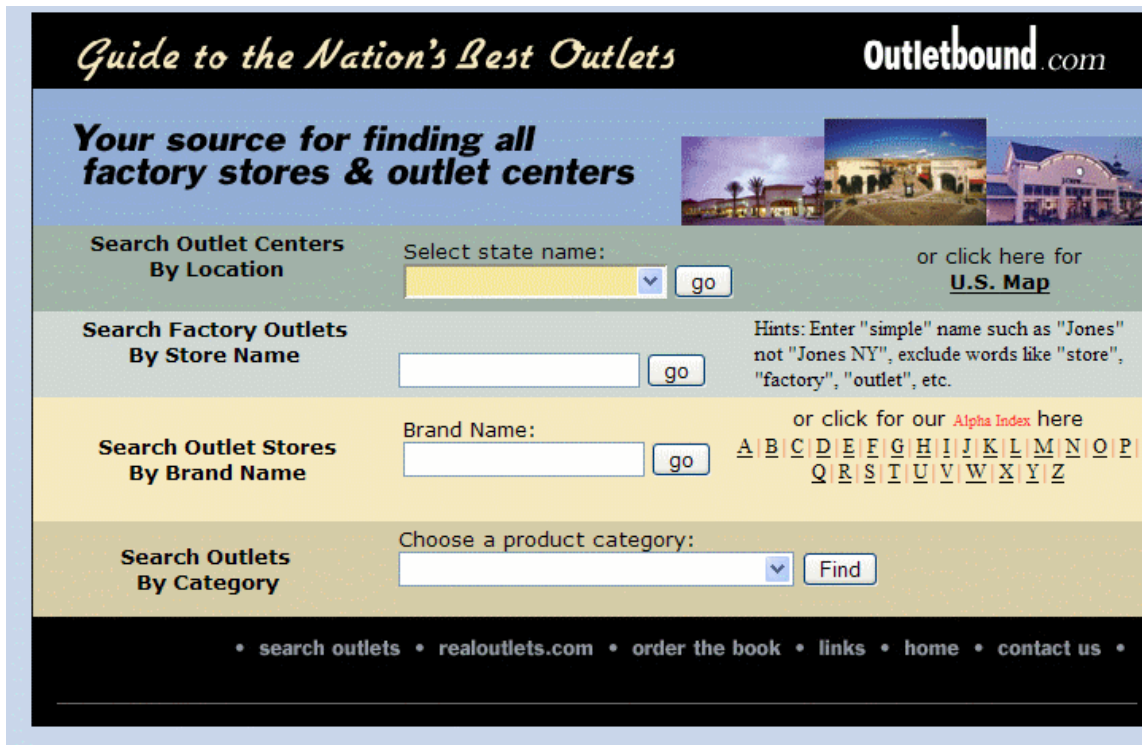 Guide to the Nation's Best Outlets
Outletbound.com
Your source for finding all
factory stores & outlet centers
Search Outlet Centers
By Location
Select state name:
go
or click here for
U.S. Map
Search Factory Outlets
By Store Name
go
Hints: Enter "simple" name such as "Jones"
not "Jones NY", exclude words like "store",
"factory", "outlet", etc.
Search Outlet Stores
By Brand Name
Brand Name:
go
or click for our Alpha Index here
A|B|C|D|E|F|G|H|I|J|K|L|M|N|O|P|
Q|R|S|T|U|V|W|X|Y|Z
Search Outlets
By Category
Choose a product category:
Find
• search outlets • realoutlets.com • order the book • links • home • contact us •